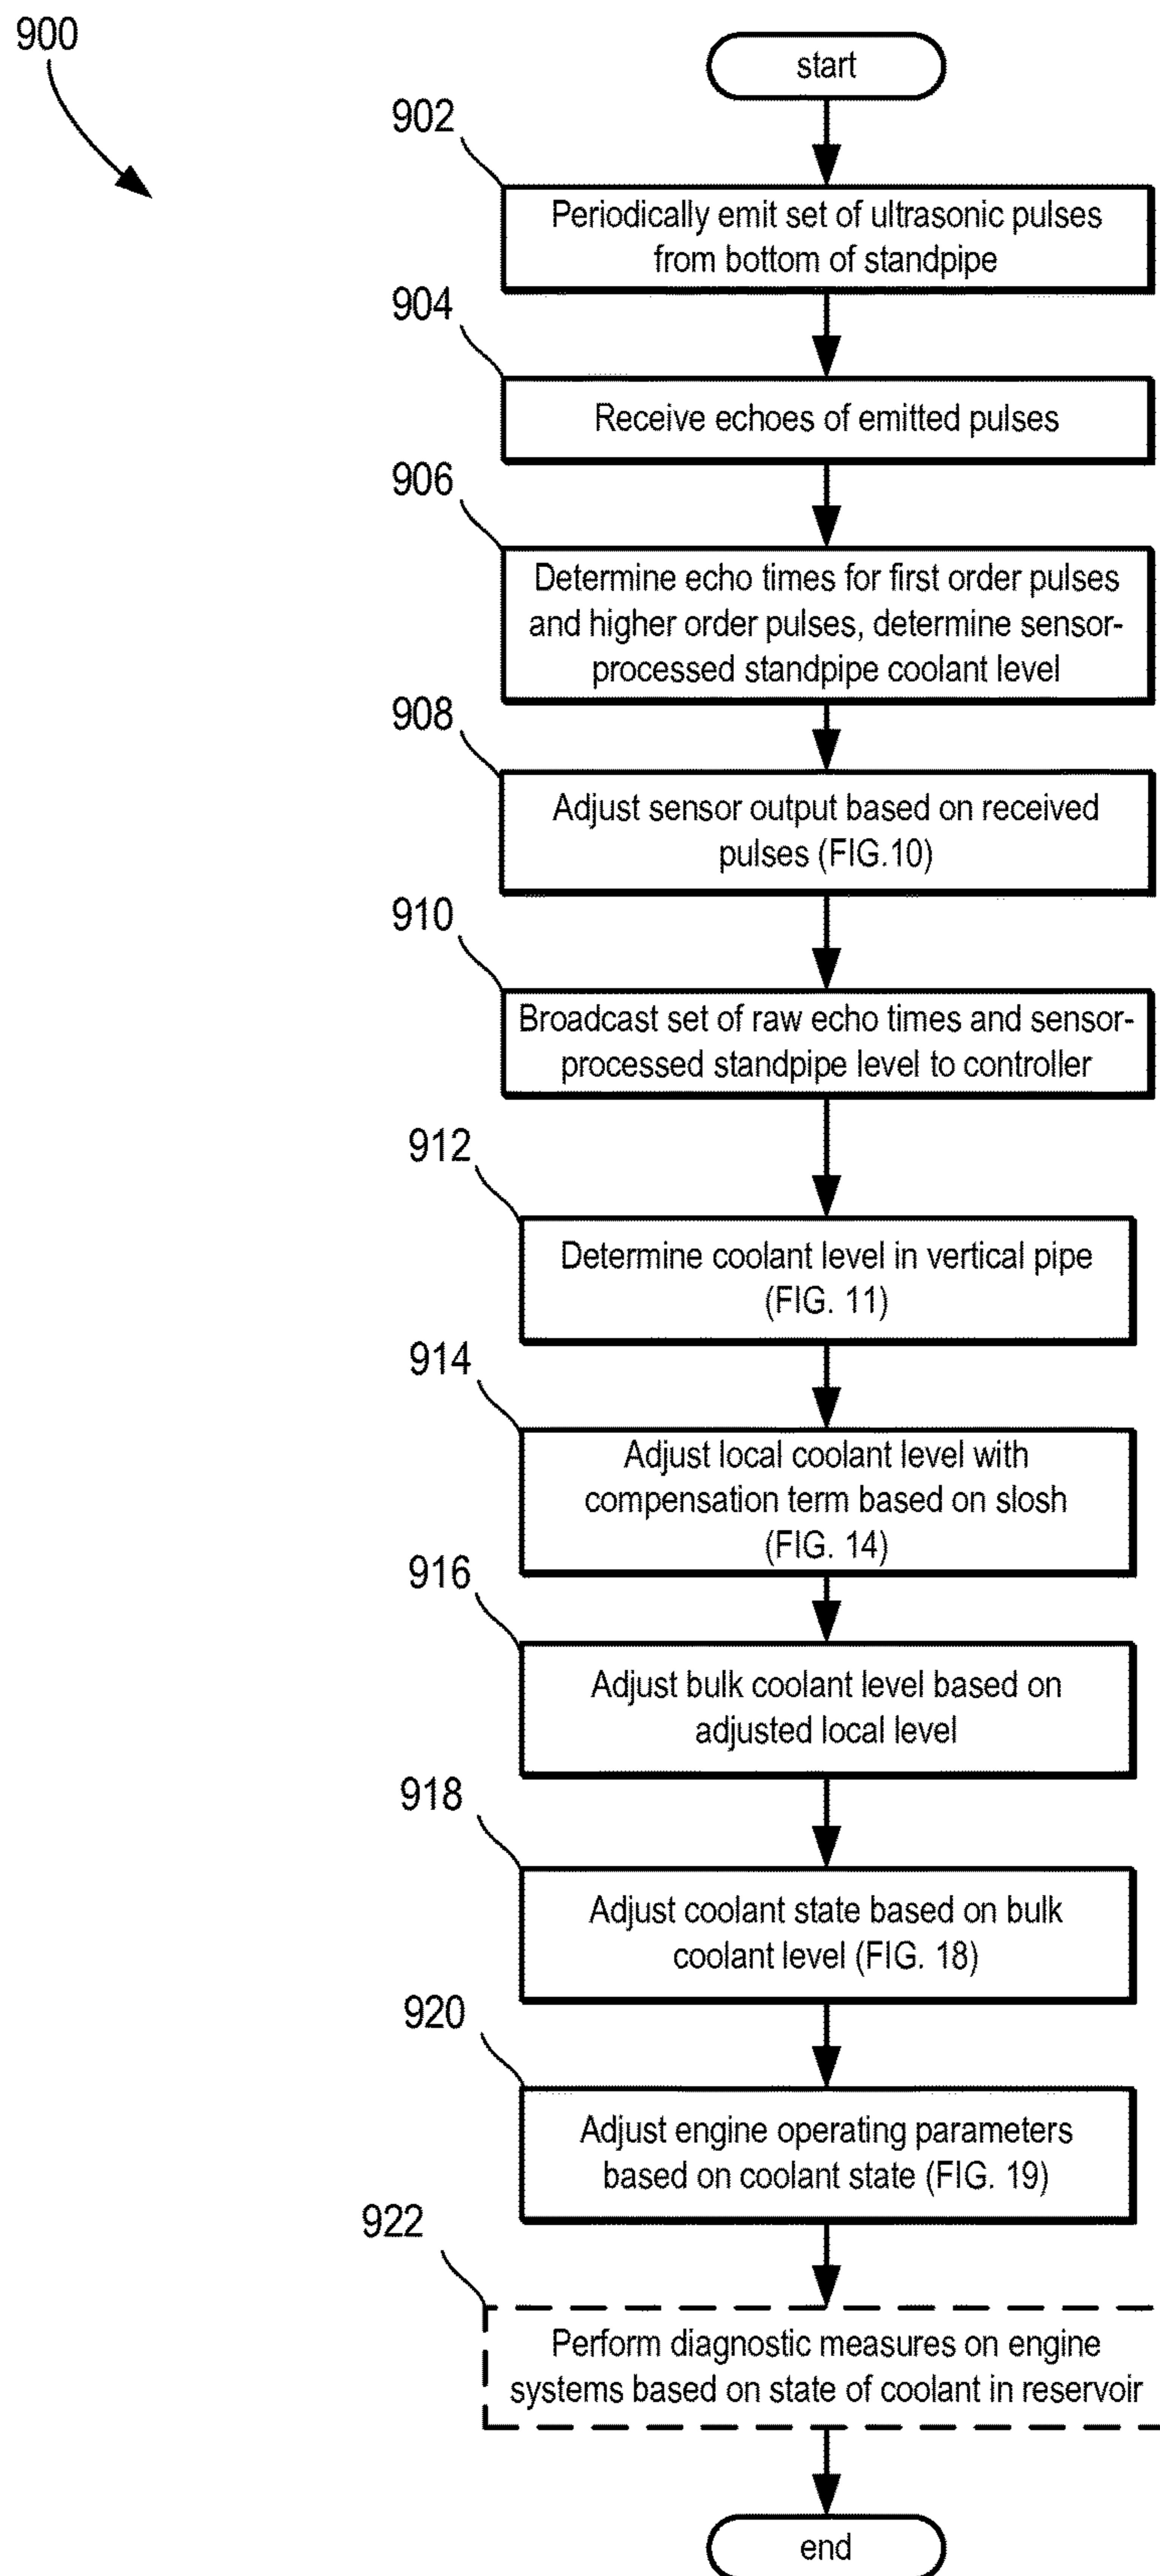 900
start
902
Periodically emit set of ultrasonic pulses
from bottom of standpipe
904
Receive echoes of emitted pulses
906
Determine echo times for first order pulses
and higher order pulses, determine sensor-
processed standpipe coolant level
908
Adjust sensor output based on received
pulses (FIG.10)
910
Broadcast set of raw echo times and sensor-
processed standpipe level to controller
912
Determine coolant level in vertical pipe
(FIG. 11)
914
Adjust local coolant level with
compensation term based on slosh
(FIG. 14)
916
Adjust bulk coolant level based on
adjusted local level
918
Adjust coolant state based on bulk
coolant level (FIG. 18)
920
Adjust engine operating parameters
based on coolant state (FIG. 19)
922
Perform diagnostic measures on engine
systems based on state of coolant in reservoir
end